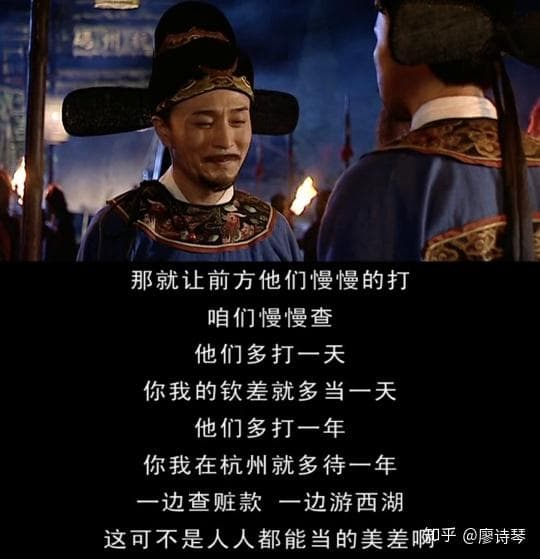 那就让前方他们慢慢的打
咱们慢慢查
他们多打一天
你我的钦差就多当一天
他们多打一年
你我在杭州就多待一年
一边查赃款 一边游西湖
这可不是人人都能当的美差啊
知乎 @廖诗琴